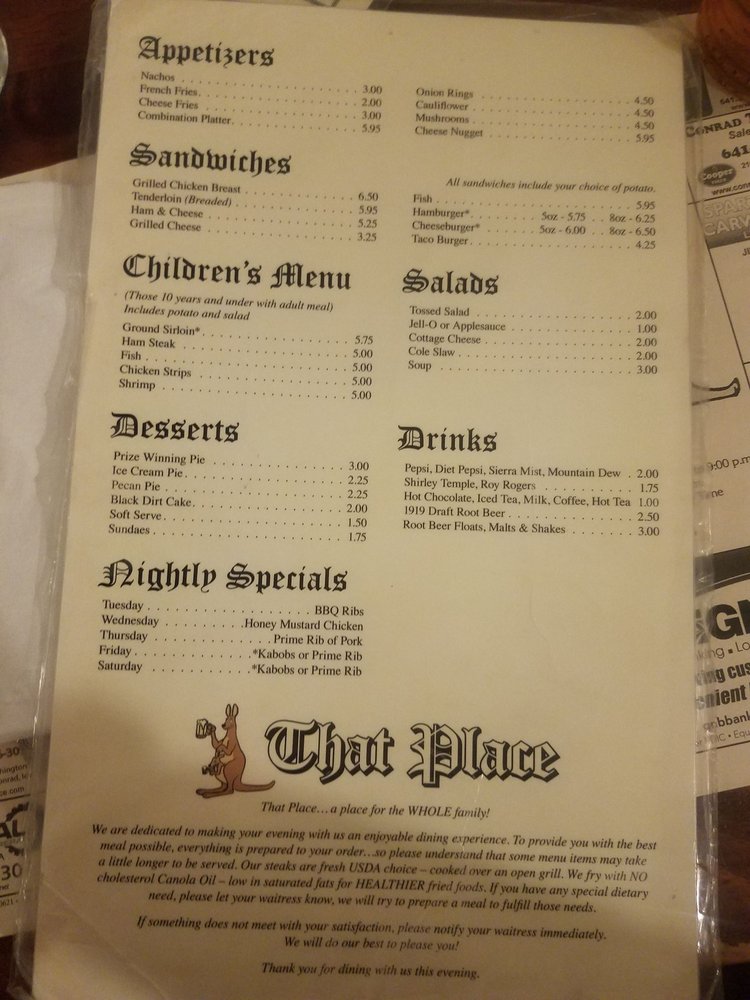 Appetizers
Nachos . . . 3.00
French Fries . . . 2.00
Cheese Fries . . . 3.00
Combination Platter . . . 5.95
Onion Rings . . . 4.50
Cauliflower . . . 4.50
Mushrooms . . . 4.50
Cheese Nugget . . . 5.95
Sandwiches
Grilled Chicken Breast . . . 6.50
Tenderloin (Breaded) . . . 5.95
Ham & Cheese . . . 5.25
Grilled Cheese . . . 3.25
All sandwiches include your choice of potato.
Fish . . . 5.95
Hamburger* . . . 5oz - 5.75 . . 8oz - 6.25
Cheeseburger* . . . 5oz - 6.00 . . 8oz - 6.50
Taco Burger . . . 4.25
Children's Menu
(Those 10 years and under with adult meal)
Includes potato and salad
Ground Sirloin* . . . 5.75
Ham Steak . . . 5.00
Fish . . . 5.00
Chicken Strips . . . 5.00
Shrimp . . . 5.00
Salads
Tossed Salad . . . 2.00
Jell-O or Applesauce . . . 1.00
Cottage Cheese . . . 2.00
Cole Slaw . . . 2.00
Soup . . . 3.00
Desserts
Prize Winning Pie . . . 3.00
Ice Cream Pie . . . 2.25
Pecan Pie . . . 2.25
Black Dirt Cake . . . 2.00
Soft Serve . . . 1.50
Sundaes . . . 1.75
Drinks
Pepsi, Diet Pepsi, Sierra Mist, Mountain Dew . 2.00
Shirley Temple, Roy Rogers . . . 1.75
Hot Chocolate, Iced Tea, Milk, Coffee, Hot Tea 1.00
1919 Draft Root Beer . . . 2.50
Root Beer Floats, Malts & Shakes . . . 3.00
Nightly Specials
Tuesday . . . BBQ Ribs
Wednesday . . . Honey Mustard Chicken
Thursday . . . Prime Rib of Pork
Friday . . . *Kabobs or Prime Rib
Saturday . . . *Kabobs or Prime Rib
That Place
That Place…a place for the WHOLE family!
We are dedicated to making your evening with us an enjoyable dining experience. To provide you with the best
meal possible, everything is prepared to your order…so please understand that some menu items may take
a little longer to be served. Our steaks are fresh USDA choice – cooked over an open grill. We fry with NO
cholesterol Canola Oil – low in saturated fats for HEALTHIER fried foods. If you have any special dietary
need, please let your waitress know, we will try to prepare a meal to fulfill those needs.
If something does not meet with your satisfaction, please notify your waitress immediately.
We will do our best to please you!
Thank you for dining with us this evening.
641
CONRAD
Sale
641
Cooper
9:00 p.m